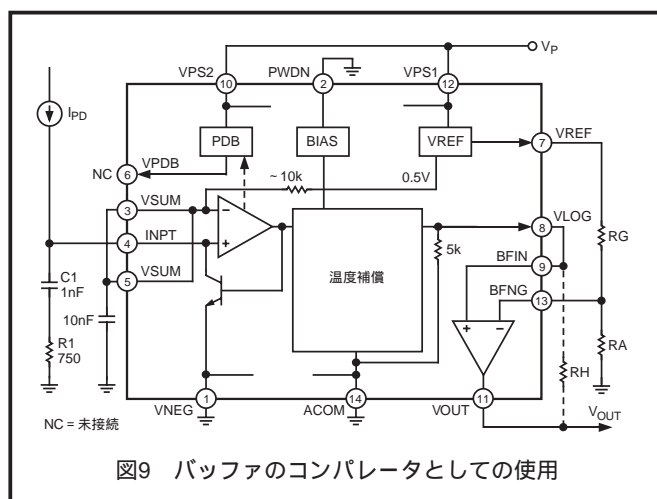 VP
VPS2
PWDN
VPS1
10
2
12
IPD
PDB
BIAS
VREF
7
VREF
NC
6
VPDB
~10k
0.5V
3
VSUM
8
VLOG
RG
4
INPT
5k
9
BFIN
5
VSUM
温度補償
BFNG
13
C1
1nF
10nF
R1
750
RH
RA
1
14
11
VNEG
ACOM
VOUT
VOUT
NC = 未接続
図9 バッファのコンパレータとしての使用